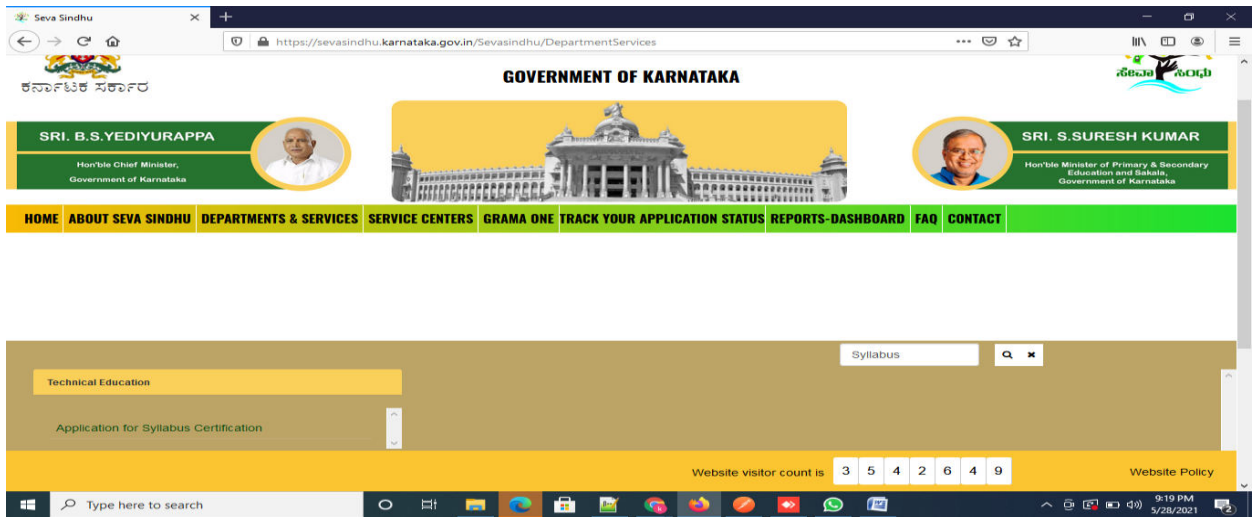 Seva Sindhu
https://sevasindhu.karnataka.gov.in/Sevasindhu/DepartmentServices
ಕರ್ನಾಟಕ ಸರ್ಕಾರ
GOVERNMENT OF KARNATAKA
ಸೇವಾ ಸಿಂಧು
SRI. B.S.YEDIYURAPPA
Hon'ble Chief Minister,
Government of Karnataka
SRI. S.SURESH KUMAR
Hon'ble Minister of Primary & Secondary
Education and Sakala,
Government of Karnataka
HOME ABOUT SEVA SINDHU DEPARTMENTS & SERVICES SERVICE CENTERS GRAMA ONE TRACK YOUR APPLICATION STATUS REPORTS-DASHBOARD FAQ CONTACT
Syllabus
Technical Education
Application for Syllabus Certification
Website visitor count is 3 5 4 2 6 4 9
Website Policy
Type here to search
9:19 PM
5/28/2021
2